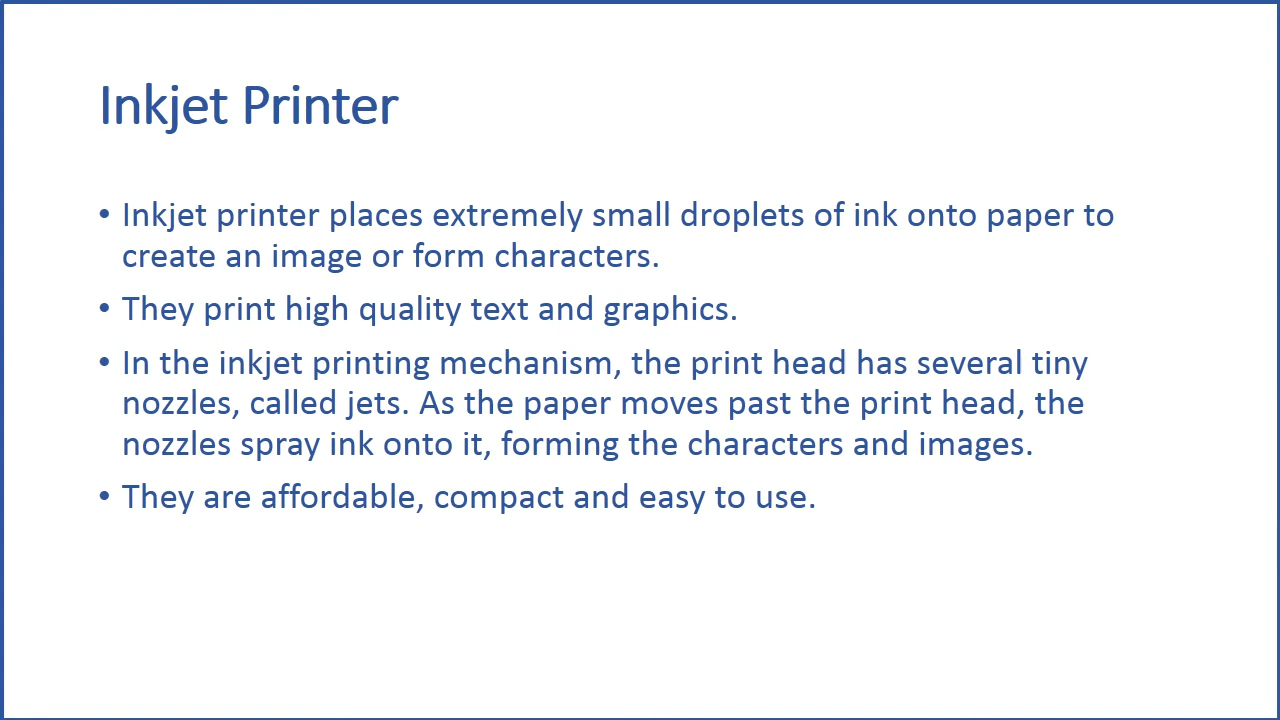 Inkjet Printer
• Inkjet printer places extremely small droplets of ink onto paper to
create an image or form characters.
• They print high quality text and graphics.
• In the inkjet printing mechanism, the print head has several tiny
nozzles, called jets. As the paper moves past the print head, the
nozzles spray ink onto it, forming the characters and images.
• They are affordable, compact and easy to use.